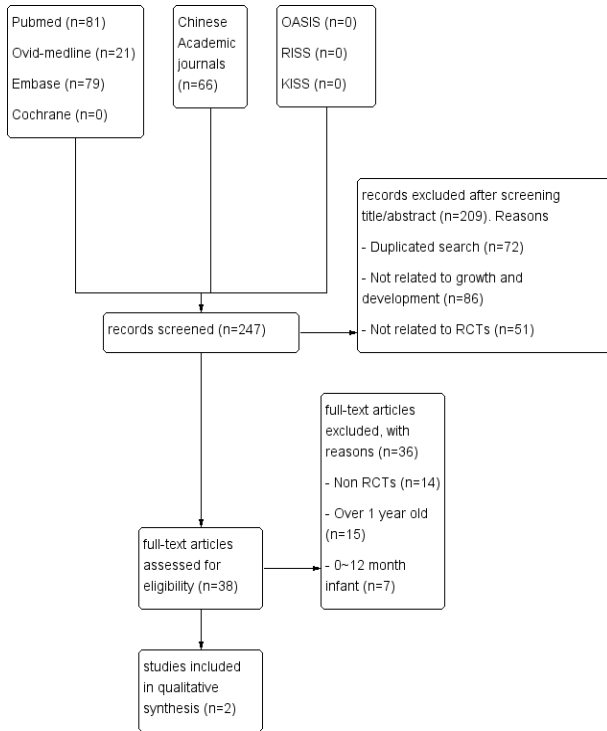 Pubmed (n=81)
Ovid-medline (n=21)
Embase (n=79)
Cochrane (n=0)
Chinese
Academic
journals
(n=66)
OASIS (n=0)
RISS (n=0)
KISS (n=0)
records excluded after screening
title/abstract (n=209). Reasons
- Duplicated search (n=72)
- Not related to growth and
development (n=86)
- Not related to RCTs (n=51)
records screened (n=247)
full-text articles
excluded, with
reasons (n=36)
- Non RCTs (n=14)
- Over 1 year old
(n=15)
- 0~12 month
infant (n=7)
full-text articles
assessed for
eligibility (n=38)
studies included
in qualitative
synthesis (n=2)